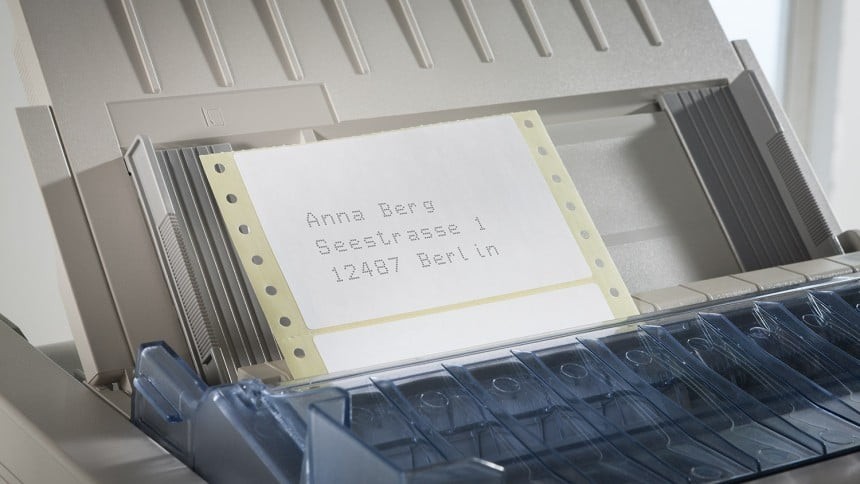 Anna Berg
Seestrasse 1
12487 Berlin